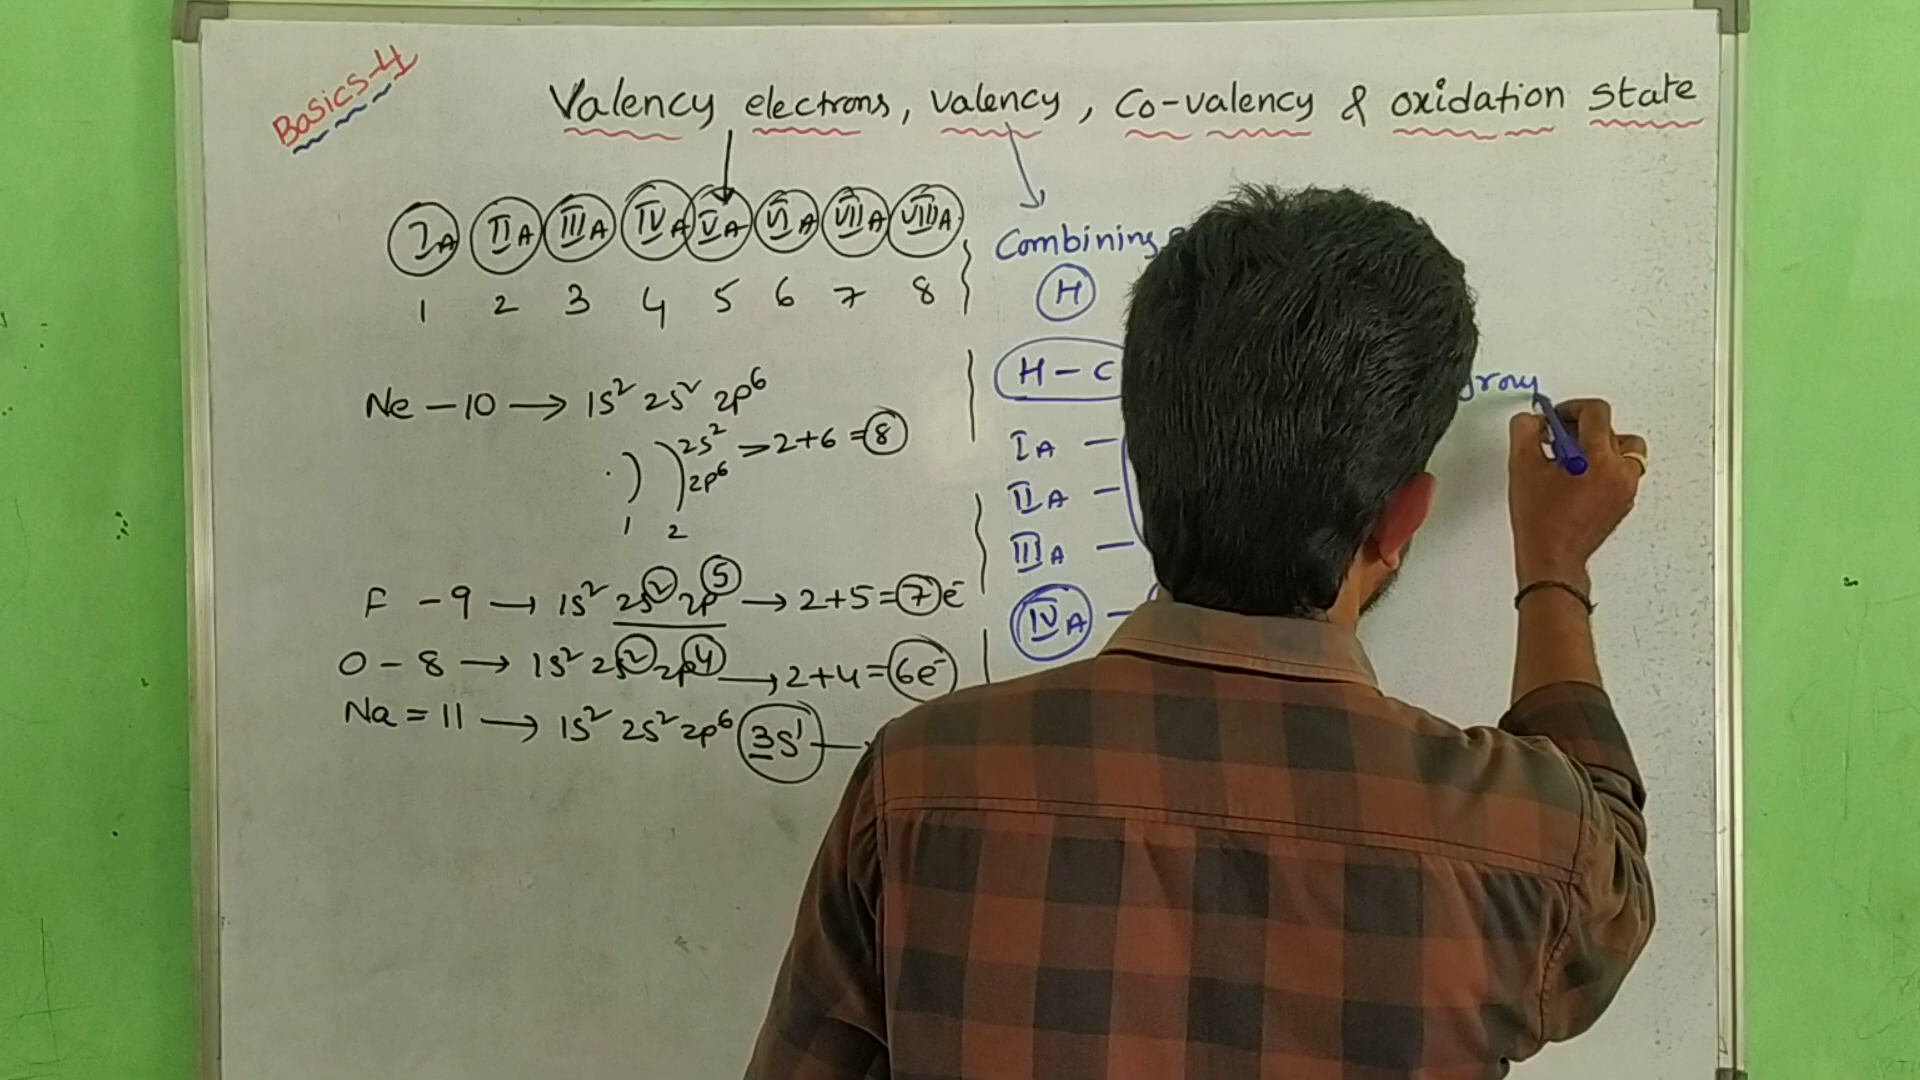 Basics-4
Valency electrons, valency, Co-valency & oxidation state
IA IIA IIIA IVA VA VIA VIIA VIIIA
1 2 3 4 5 6 7 8
Ne - 10 → 1s² 2s² 2p⁶
2s² 2p⁶ > 2+6 = 8
1 2
F - 9 → 1s² 2s² 2p⁵ → 2+5=7e⁻
O - 8 → 1s² 2s² 2p⁴ → 2+4=6e⁻
Na = 11 → 1s² 2s² 2p⁶ 3s¹ →
Combining
H
H - C
group
IA -
IIA -
IIIA -
IVA -